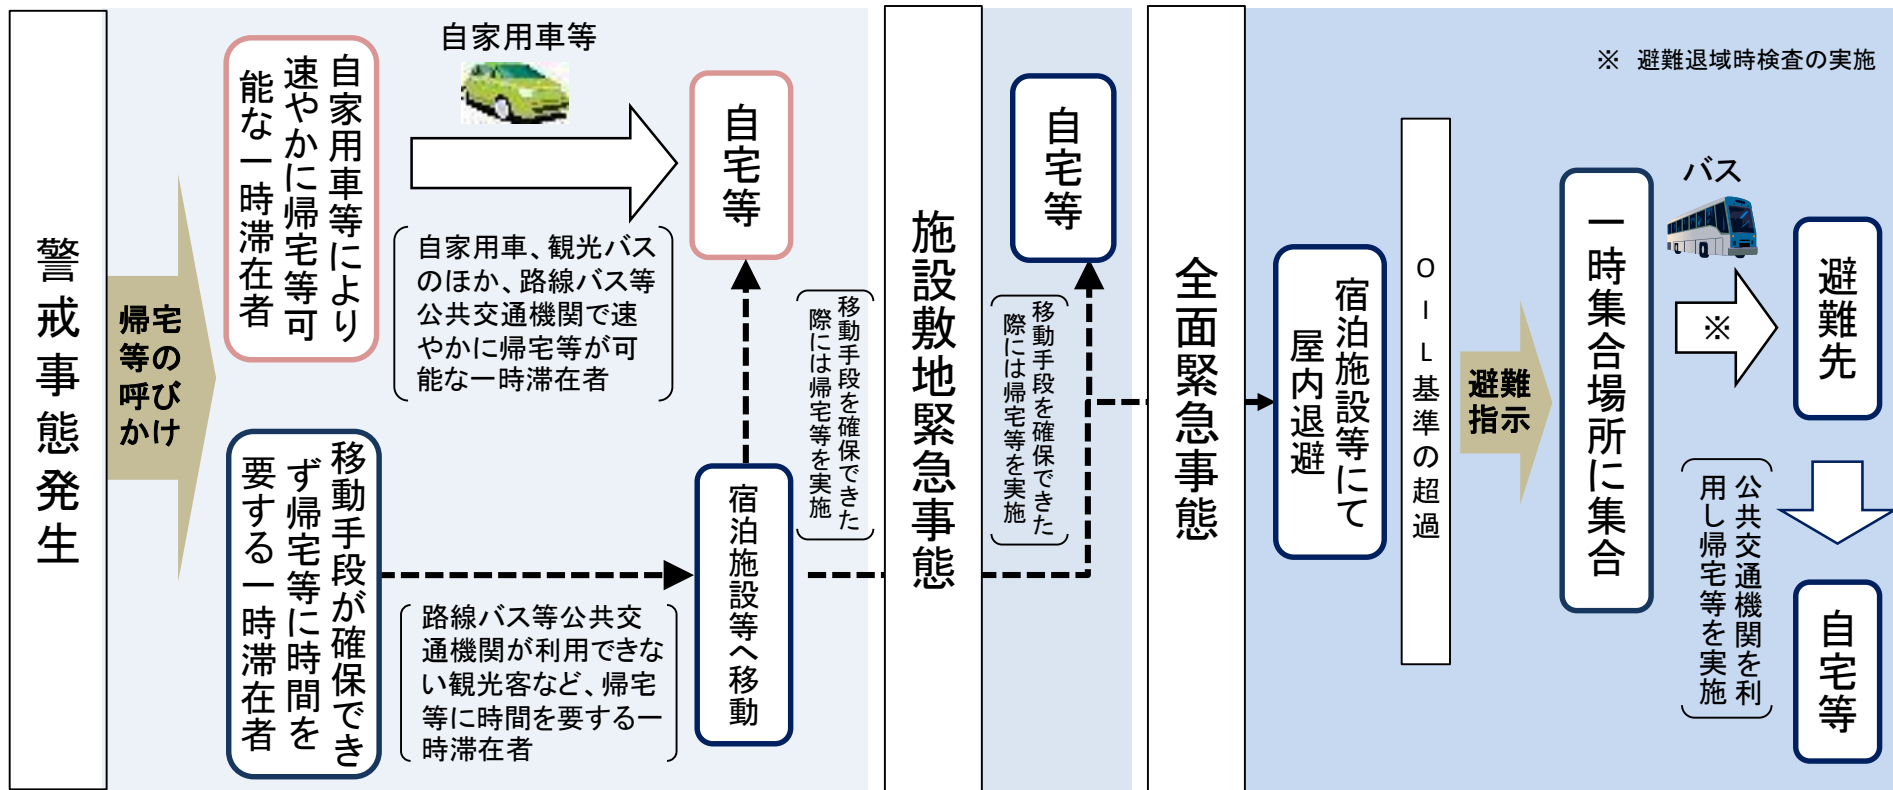 警戒事態発生
帰宅
等の
呼び
かけ
自家用車等により
速やかに帰宅等可
能な一時滞在者
自家用車等
自家用車、観光バス
のほか、路線バス等
公共交通機関で速
やかに帰宅等が可
能な一時滞在者
自宅等
移動手段が確保でき
ず帰宅等に時間を
要する一時滞在者
路線バス等公共交
通機関が利用できな
い観光客など、帰宅
等に時間を要する一
時滞在者
宿泊施設等へ移動
移動手段を確保できた
際には帰宅等を実施
施設敷地緊急事態
自宅等
移動手段を確保できた
際には帰宅等を実施
全面緊急事態
宿泊施設等にて
屋内退避
OIL基準の超過
避難
指示
一時集合場所に集合
※ 避難退域時検査の実施
バス
※
避難先
公共交通機関を利
用し帰宅等を実施
自宅等